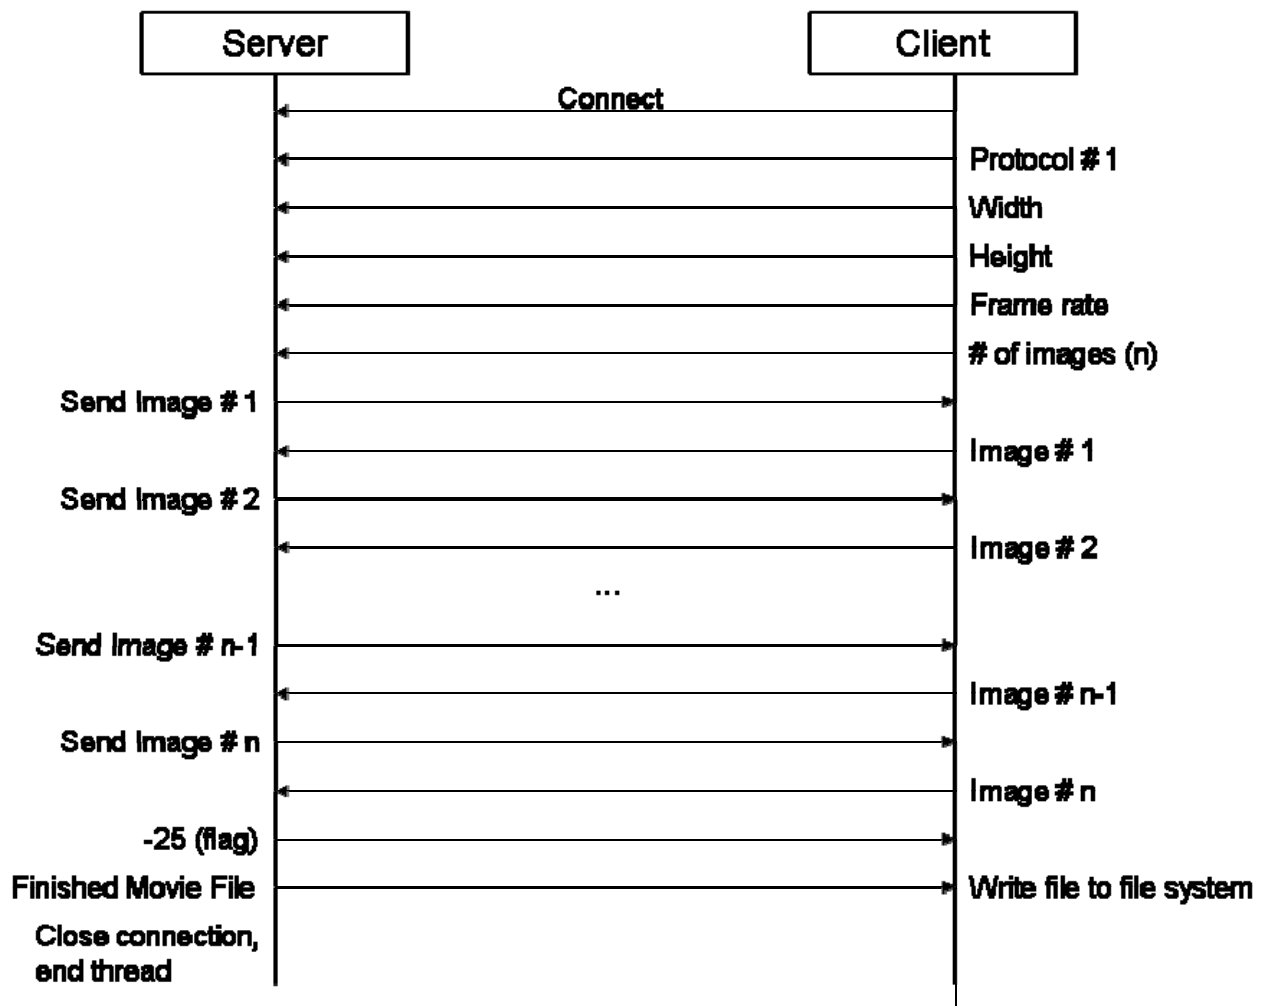 Server
Client
Connect
Protocol # 1
Width
Height
Frame rate
# of images (n)
Send Image # 1
Image # 1
Send Image # 2
Image # 2
...
Send Image # n-1
Image # n-1
Send Image # n
Image # n
-25 (flag)
Finished Movie File
Write file to file system
Close connection,
end thread